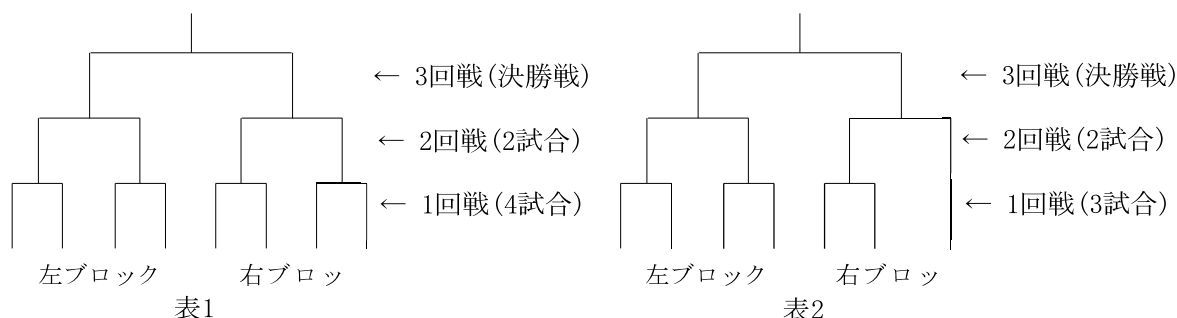 ← 3回戦(決勝戦)
← 2回戦(2試合)
← 1回戦(4試合)
左ブロック 右ブロッ
表1
← 3回戦(決勝戦)
← 2回戦(2試合)
← 1回戦(3試合)
左ブロック 右ブロッ
表2